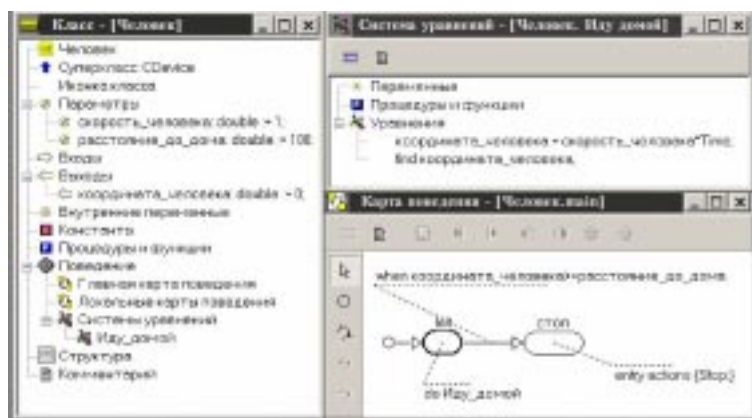 Класс - [Человек]
Человек
Суперкласс CDevice
Иконка класса
Параметры
скорость_человека: double = 1;
расстояние_до_дома: double = 100;
Входы
Выходы
координата_человека: double = 0;
Внутренние переменные
Константы
Процедуры и функции
Поведение
Главная карта поведения
Локальные карты поведения
Системы уравнений
Иду_домой
Структура
Комментарий
Система уравнений - [Человек. Иду домой]
Переменные
Процедуры и функции
Уравнения
координата_человека = скорость_человека*Time;
find координата_человека;
Карта поведения - [Человек.main]
when координата_человека>=расстояние_до_дома
стоп
entry actions {Stop;}
do Иду_домой